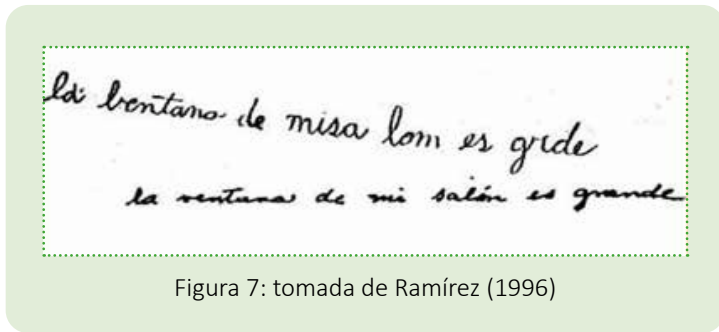 la bentana de misa lom es grde
la ventana de mi salón es grande
Figura 7: tomada de Ramírez (1996)